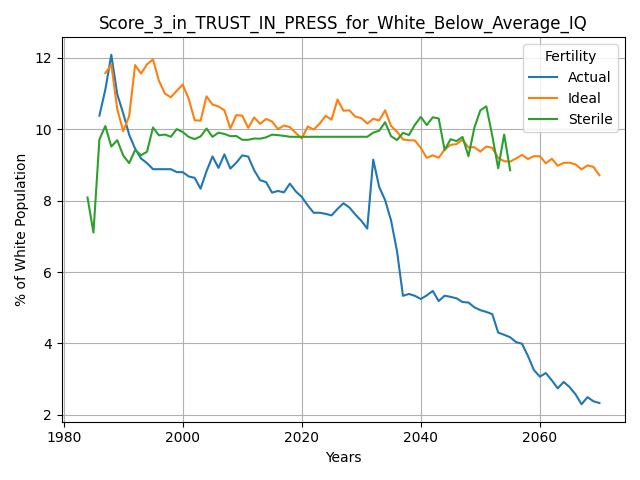 Score_3_in_TRUST_IN_PRESS_for_White_Below_Average_IQ
Fertility
Actual
Ideal
Sterile
% of White Population
12
10
8
6
4
2
1980
2000
2020
2040
2060
Years